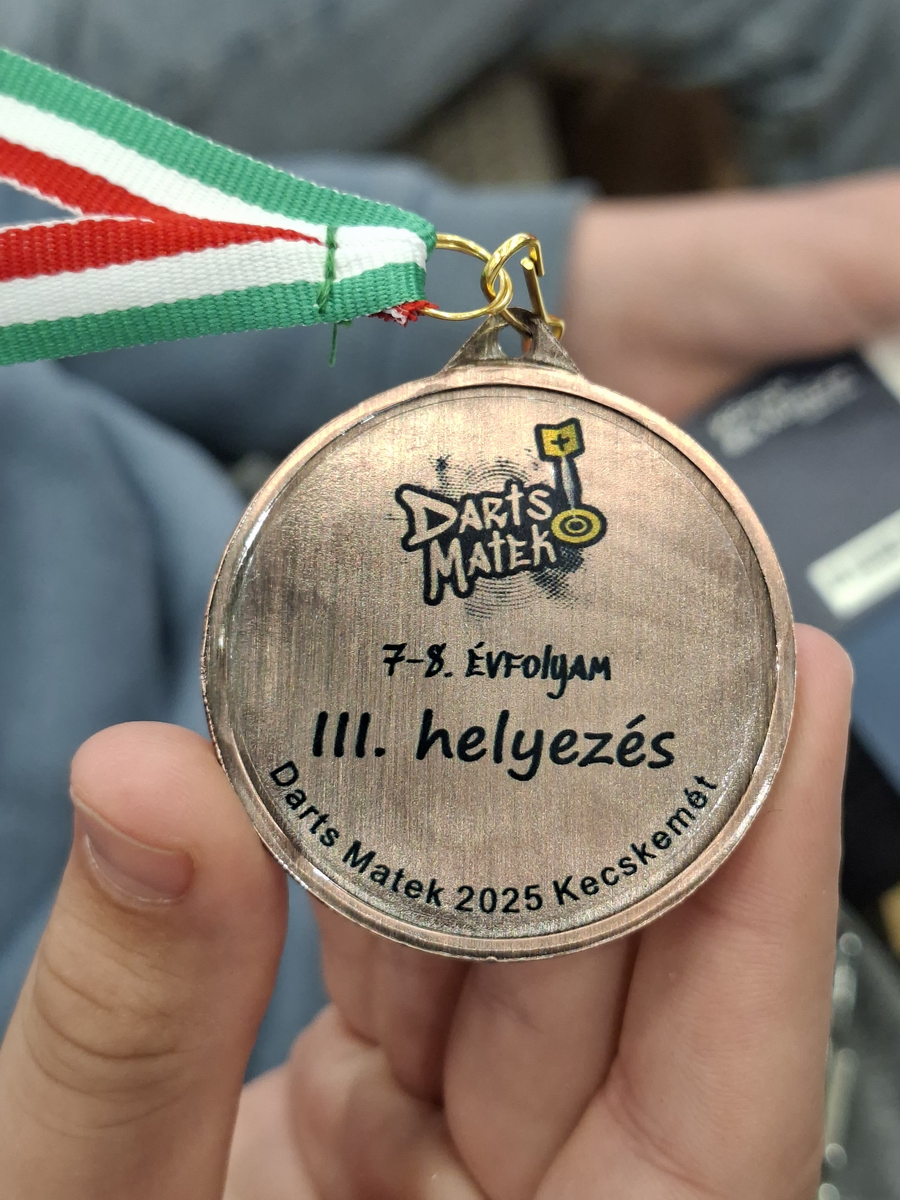 DARTS
MATEK
7-8. ÉVFOLYAM
III. helyezés
Darts Matek 2025 Kecskemét